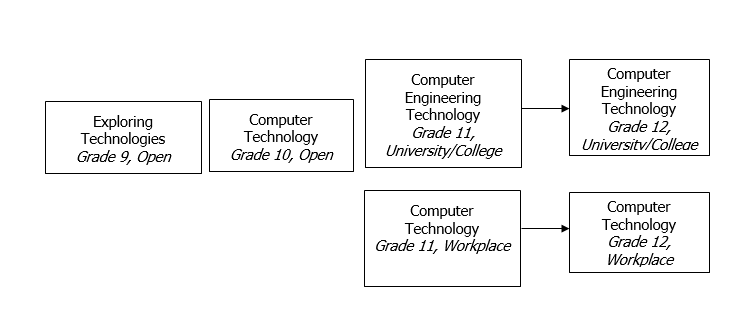 Exploring
Technologies
Grade 9, Open
Computer
Technology
Grade 10, Open
Computer
Engineering
Technology
Grade 11,
University/College
Computer
Engineering
Technology
Grade 12,
University/College
Computer
Technology
Grade 11, Workplace
Computer
Technology
Grade 12,
Workplace